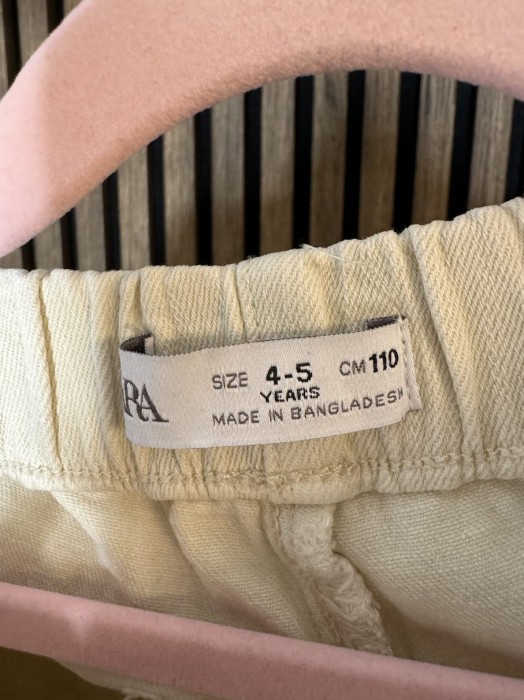 RA
SIZE 4-5 CM 110
YEARS
MADE IN BANGLADESH